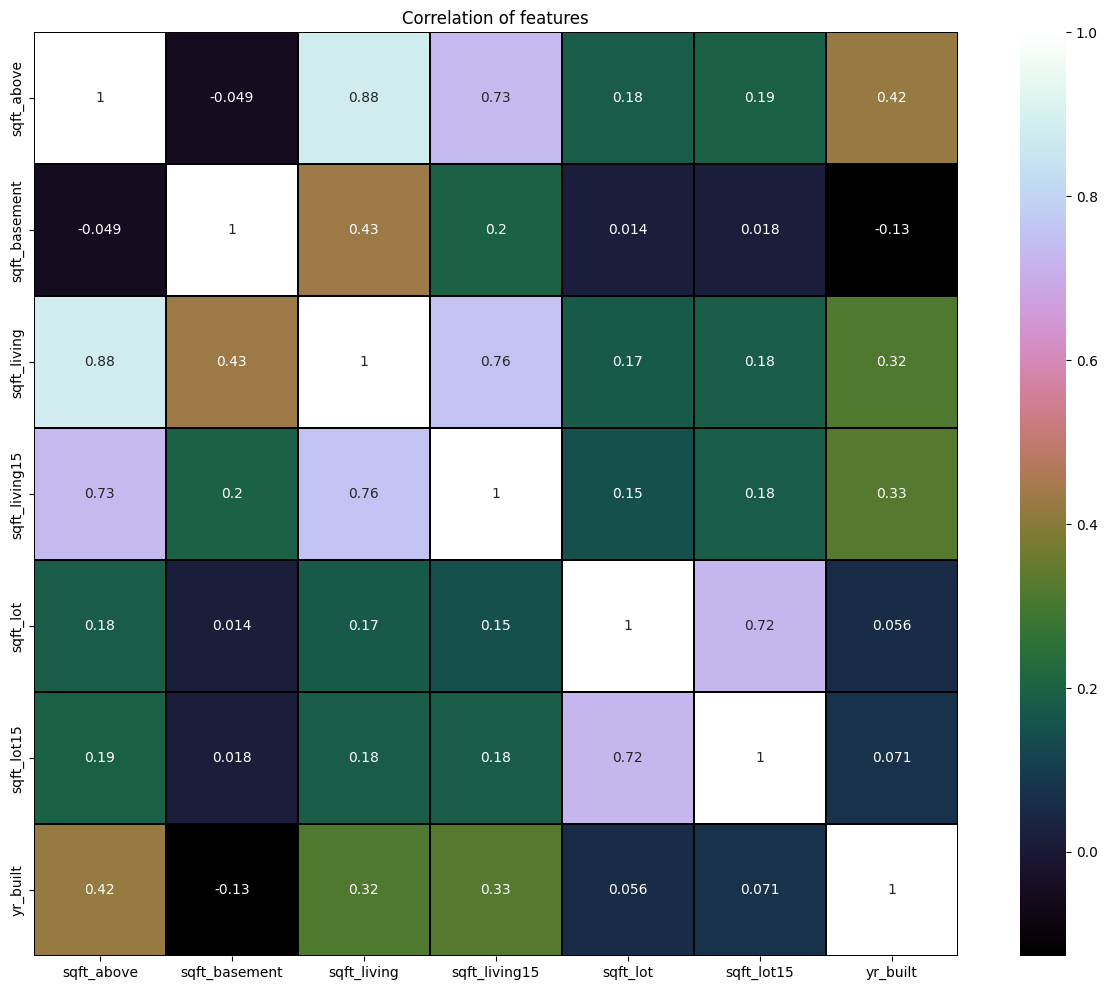 Correlation of features
sqft_above 1 -0.049 0.88 0.73 0.18 0.19 0.42
sqft_basement -0.049 1 0.43 0.2 0.014 0.018 -0.13
sqft_living 0.88 0.43 1 0.76 0.17 0.18 0.32
sqft_living15 0.73 0.2 0.76 1 0.15 0.18 0.33
sqft_lot 0.18 0.014 0.17 0.15 1 0.72 0.056
sqft_lot15 0.19 0.018 0.18 0.18 0.72 1 0.071
yr_built 0.42 -0.13 0.32 0.33 0.056 0.071 1
sqft_above sqft_basement sqft_living sqft_living15 sqft_lot sqft_lot15 yr_built
1.0
0.8
0.6
0.4
0.2
0.0